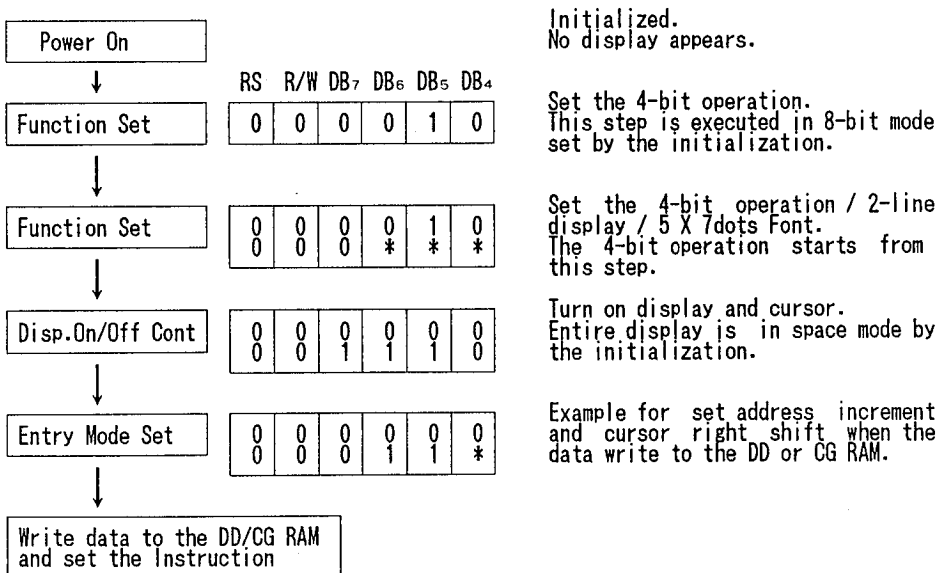 Power On
Initialized.
No display appears.
RS R/W DB7 DB6 DB5 DB4
Function Set
0 0 0 0 1 0
Set the 4-bit operation.
This step is executed in 8-bit mode
set by the initialization.
Function Set
0 0 0 0 1 0
0 0 0 * * *
Set the 4-bit operation / 2-line
display / 5 X 7dots Font.
The 4-bit operation starts from
this step.
Disp.On/Off Cont
0 0 0 0 0 0
0 0 1 1 1 0
Turn on display and cursor.
Entire display is in space mode by
the initialization.
Entry Mode Set
0 0 0 0 0 0
0 0 0 1 1 *
Example for set address increment
and cursor right shift when the
data write to the DD or CG RAM.
Write data to the DD/CG RAM
and set the Instruction